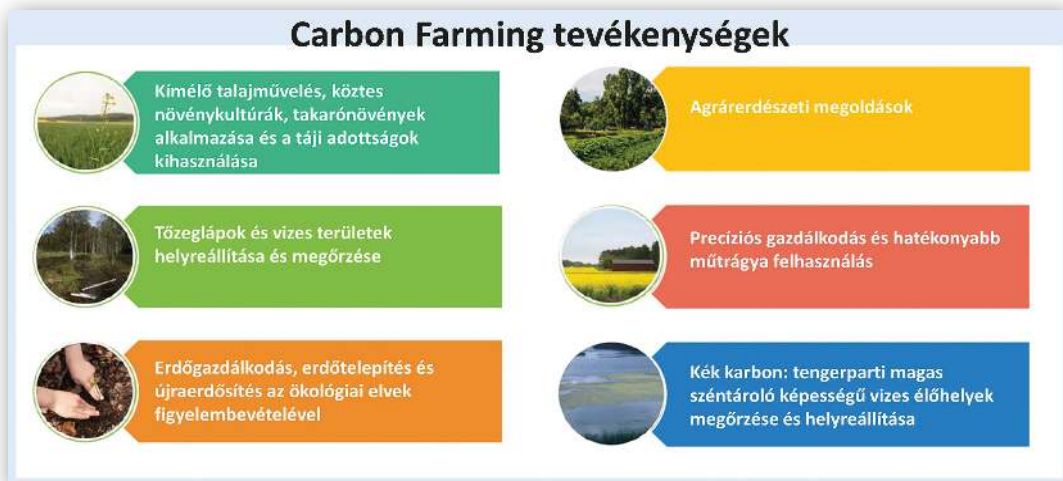 Carbon Farming tevékenységek
Kímélő talajművelés, köztes
növénykultúrák, takarónövények
alkalmazása és a táji adottságok
kihasználása
Tőzeglápok és vizes területek
helyreállítása és megőrzése
Erdőgazdálkodás, erdőtelepítés és
újraerdősítés az ökológiai elvek
figyelembevételével
Agrárerdészeti megoldások
Precíziós gazdálkodás és hatékonyabb
műtrágya felhasználás
Kék karbon: tengerparti magas
széntároló képességű vizes élőhelyek
megőrzése és helyreállítása